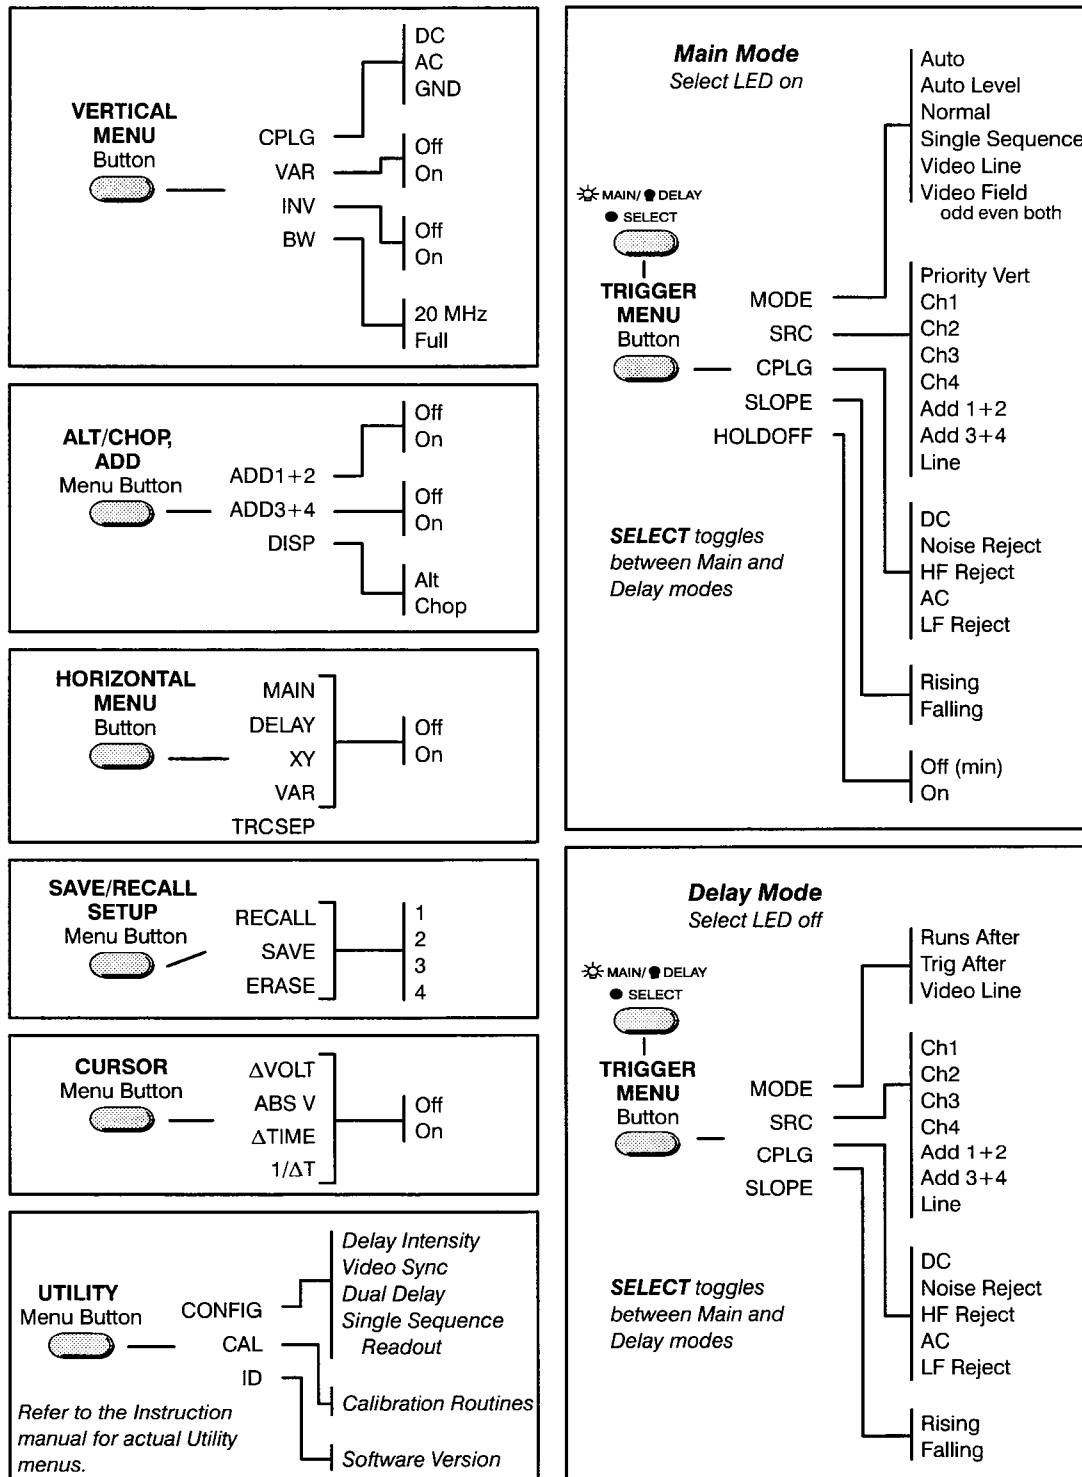 VERTICAL
MENU
Button
CPLG
VAR
INV
BW
DC
AC
GND
Off
On
Off
On
20 MHz
Full
ALT/CHOP,
ADD
Menu Button
ADD1+2
ADD3+4
DISP
Off
On
Off
On
Alt
Chop
HORIZONTAL
MENU
Button
MAIN
DELAY
XY
VAR
TRCSEP
Off
On
SAVE/RECALL
SETUP
Menu Button
RECALL
SAVE
ERASE
1
2
3
4
CURSOR
Menu Button
ΔVOLT
ABS V
ΔTIME
1/ΔT
Off
On
UTILITY
Menu Button
CONFIG
CAL
ID
Delay Intensity
Video Sync
Dual Delay
Single Sequence
Readout
Calibration Routines
Software Version
Refer to the Instruction
manual for actual Utility
menus.
Main Mode
Select LED on
MAIN/ DELAY
SELECT
TRIGGER
MENU
Button
MODE
SRC
CPLG
SLOPE
HOLDOFF
Auto
Auto Level
Normal
Single Sequence
Video Line
Video Field
odd even both
Priority Vert
Ch1
Ch2
Ch3
Ch4
Add 1+2
Add 3+4
Line
DC
Noise Reject
HF Reject
AC
LF Reject
Rising
Falling
Off (min)
On
SELECT toggles
between Main and
Delay modes
Delay Mode
Select LED off
MAIN/ DELAY
SELECT
TRIGGER
MENU
Button
MODE
SRC
CPLG
SLOPE
Runs After
Trig After
Video Line
Ch1
Ch2
Ch3
Ch4
Add 1+2
Add 3+4
Line
DC
Noise Reject
HF Reject
AC
LF Reject
Rising
Falling
SELECT toggles
between Main and
Delay modes